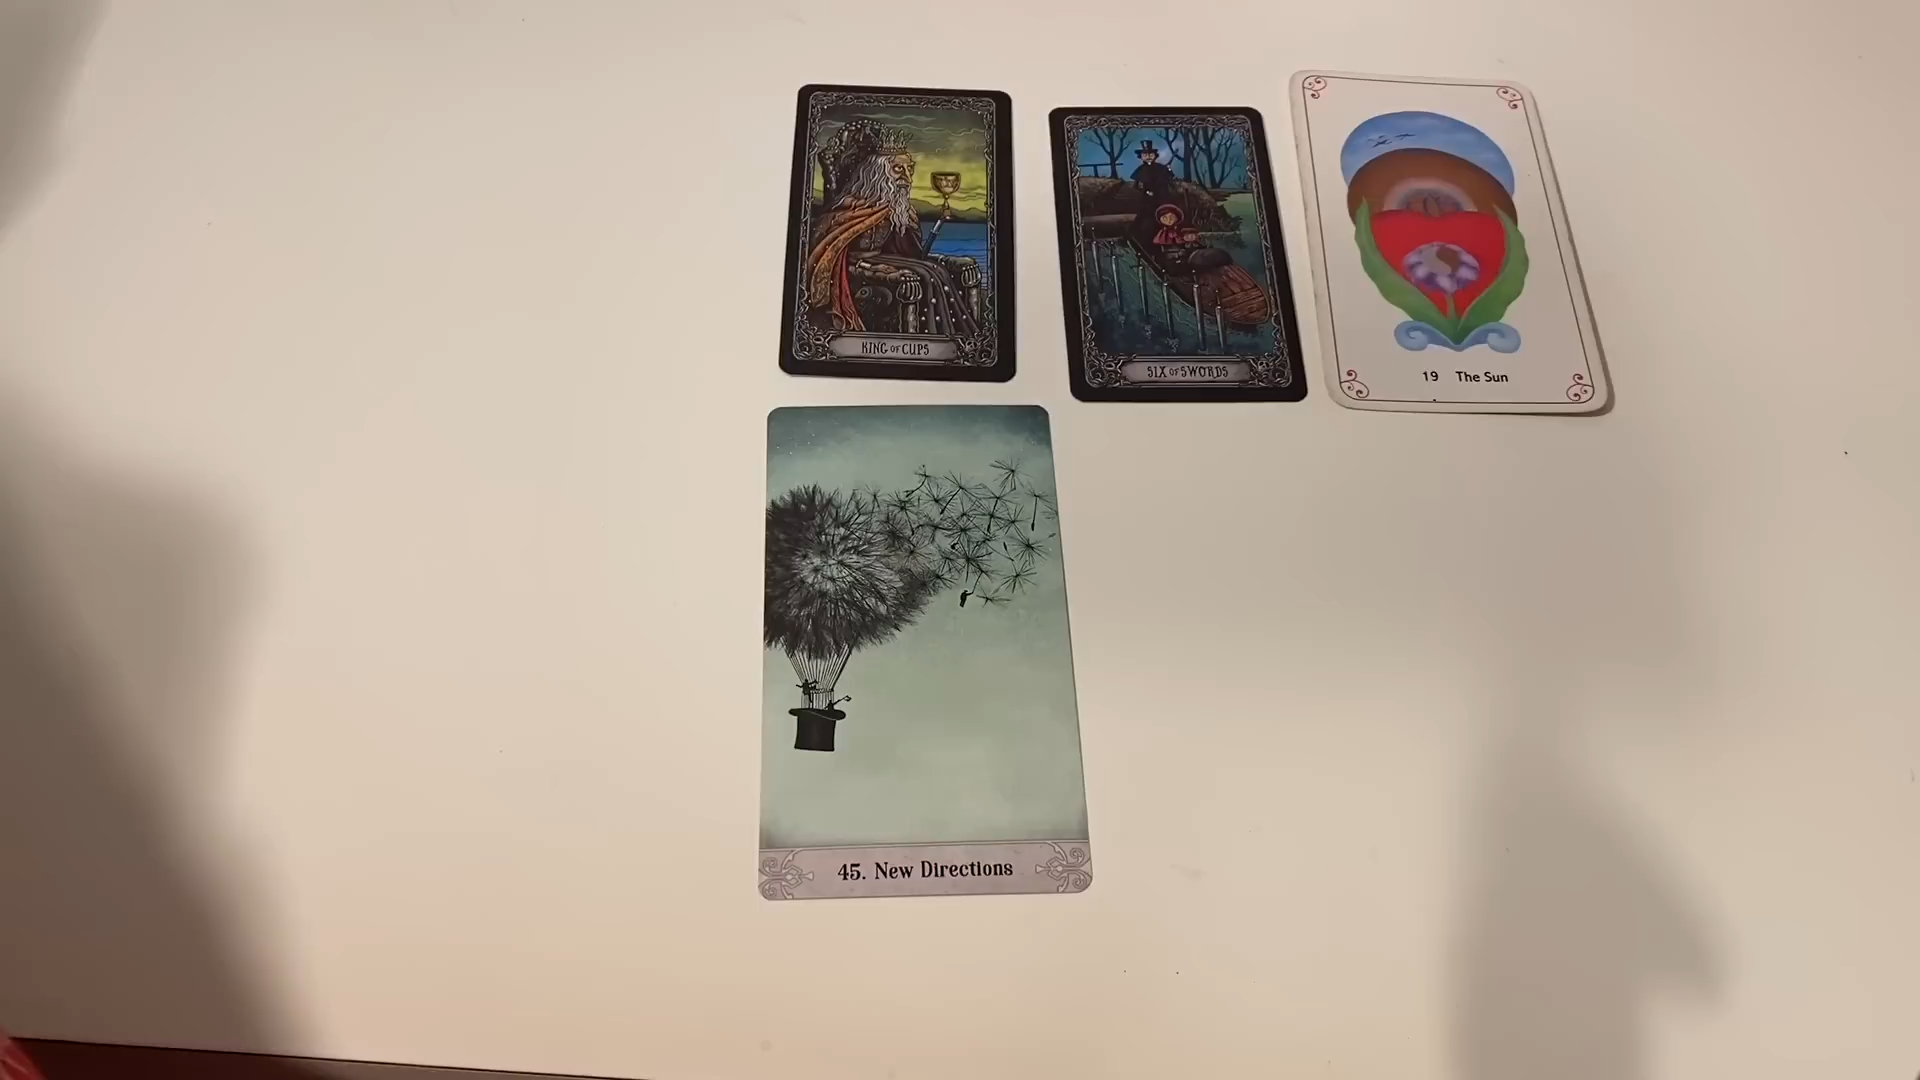 KING OF CUPS
SIX OF SWORDS
19 The Sun
45. New Directions